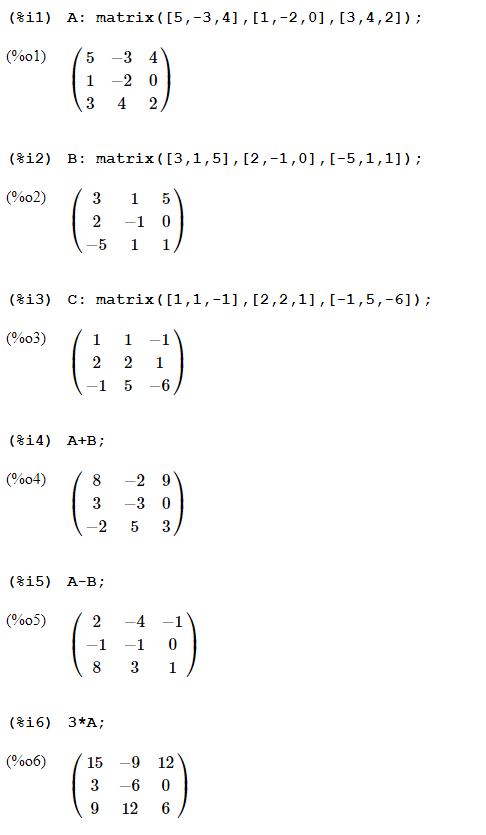 (%i1) A: matrix([5,-3,4],[1,-2,0],[3,4,2]);
(%o1)
5 −3 4
1 −2 0
3 4 2
(%i2) B: matrix([3,1,5],[2,-1,0],[-5,1,1]);
(%o2)
3 1 5
2 −1 0
−5 1 1
(%i3) C: matrix([1,1,-1],[2,2,1],[-1,5,-6]);
(%o3)
1 1 −1
2 2 1
−1 5 −6
(%i4) A+B;
(%o4)
8 −2 9
3 −3 0
−2 5 3
(%i5) A-B;
(%o5)
2 −4 −1
−1 −1 0
8 3 1
(%i6) 3*A;
(%o6)
15 −9 12
3 −6 0
9 12 6